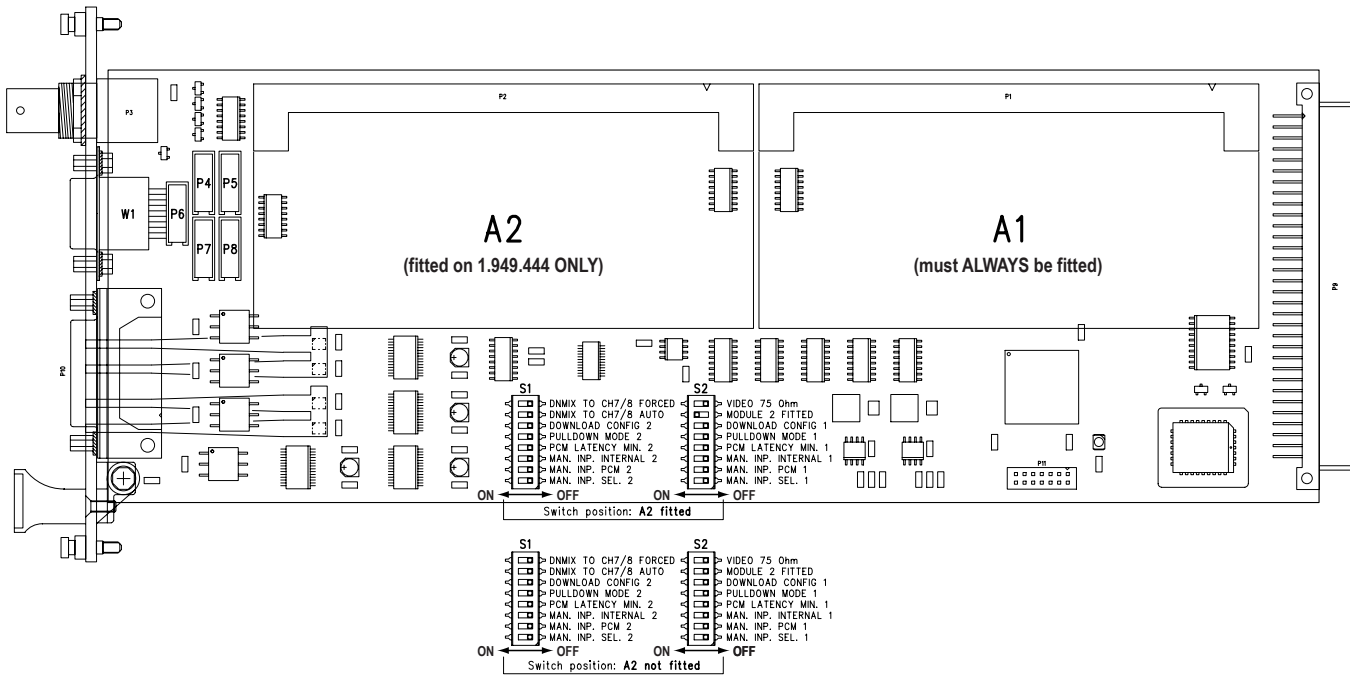 P2
P1
P3
P4 P5
W1
P6
P7 P8
A2
(fitted on 1.949.444 ONLY)
A1
(must ALWAYS be fitted)
P9
P10
P11
S1 S2
DNMIX TO CH7/8 FORCED VIDEO 75 Ohm
DNMIX TO CH7/8 AUTO MODULE 2 FITTED
DOWNLOAD CONFIG 2 DOWNLOAD CONFIG 1
PULLDOWN MODE 2 PULLDOWN MODE 1
PCM LATENCY MIN. 2 PCM LATENCY MIN. 1
MAN. INP. INTERNAL 2 MAN. INP. INTERNAL 1
MAN. INP. PCM 2 MAN. INP. PCM 1
MAN. INP. SEL. 2 MAN. INP. SEL. 1
ON OFF ON OFF
Switch position: A2 fitted
S1 S2
DNMIX TO CH7/8 FORCED VIDEO 75 Ohm
DNMIX TO CH7/8 AUTO MODULE 2 FITTED
DOWNLOAD CONFIG 2 DOWNLOAD CONFIG 1
PULLDOWN MODE 2 PULLDOWN MODE 1
PCM LATENCY MIN. 2 PCM LATENCY MIN. 1
MAN. INP. INTERNAL 2 MAN. INP. INTERNAL 1
MAN. INP. PCM 2 MAN. INP. PCM 1
MAN. INP. SEL. 2 MAN. INP. SEL. 1
ON OFF ON OFF
Switch position: A2 not fitted